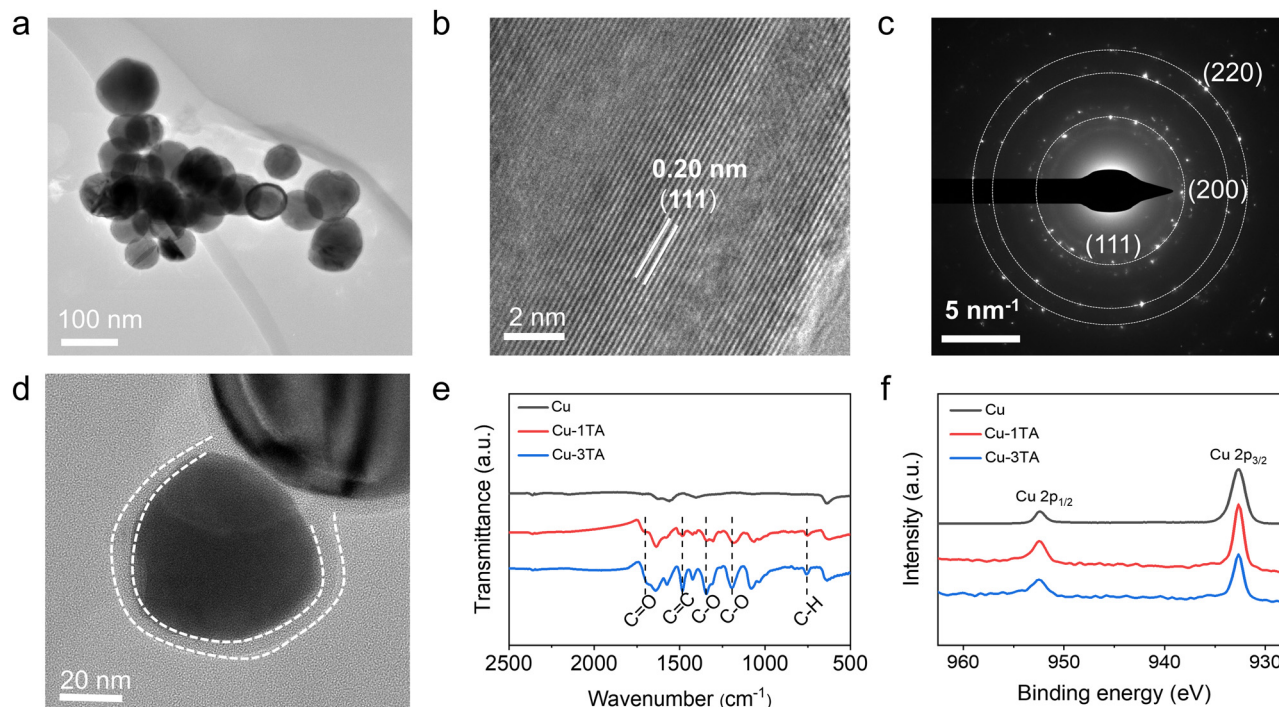 a
100 nm
b
0.20 nm
(111)
2 nm
c
(220)
(200)
(111)
5 nm⁻¹
d
20 nm
e
Cu
Cu-1TA
Cu-3TA
C=O
C=C
C-O
C-O
C-H
Transmittance (a.u.)
2500
2000
1500
1000
500
Wavenumber (cm⁻¹)
f
Cu
Cu-1TA
Cu-3TA
Cu 2p₁/₂
Cu 2p₃/₂
Intensity (a.u.)
960
950
940
930
Binding energy (eV)